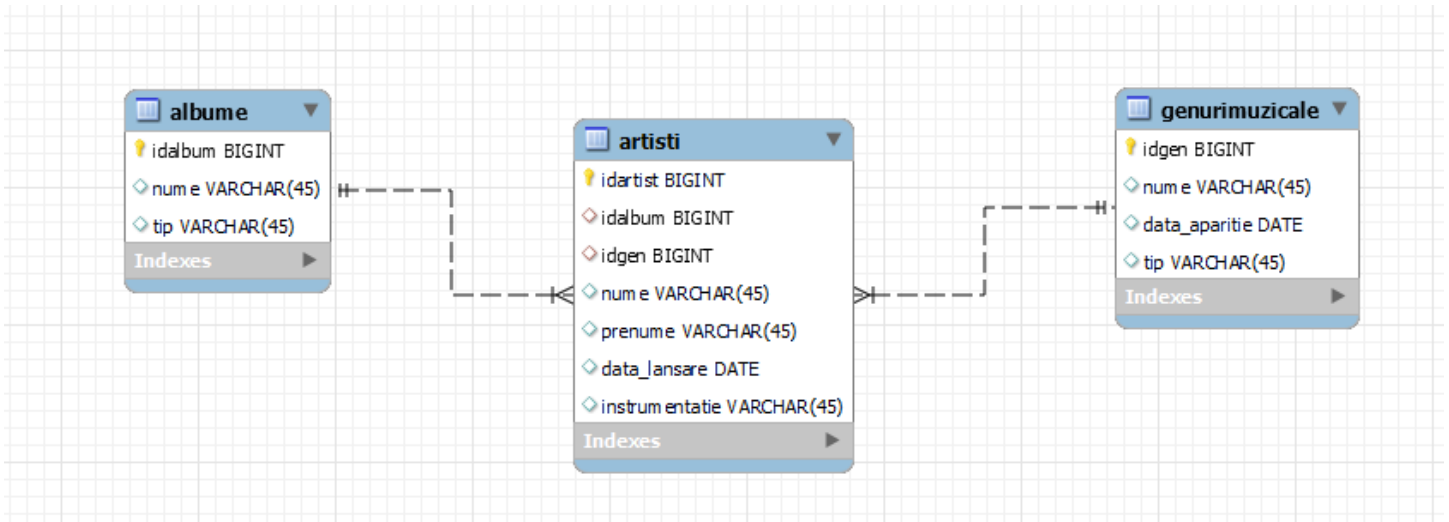 albume
idalbum BIGINT
nume VARCHAR(45)
tip VARCHAR(45)
Indexes
artisti
idartist BIGINT
idalbum BIGINT
idgen BIGINT
nume VARCHAR(45)
prenume VARCHAR(45)
data_lansare DATE
instrumentatie VARCHAR(45)
Indexes
genurimuzicale
idgen BIGINT
nume VARCHAR(45)
data_aparitie DATE
tip VARCHAR(45)
Indexes